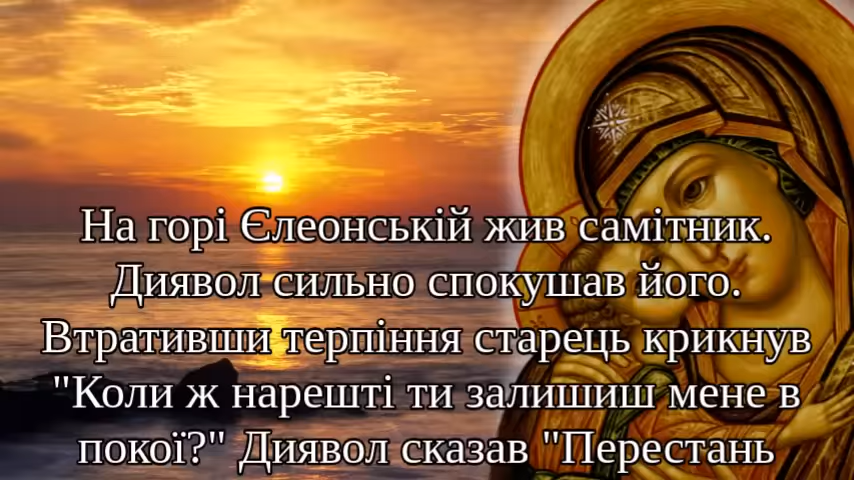 На горі Єлеонській жив самітник.
Диявол сильно спокушав його.
Втративши терпіння старець крикнув
"Коли ж нарешті ти залишиш мене в
покої?" Диявол сказав "Перестань